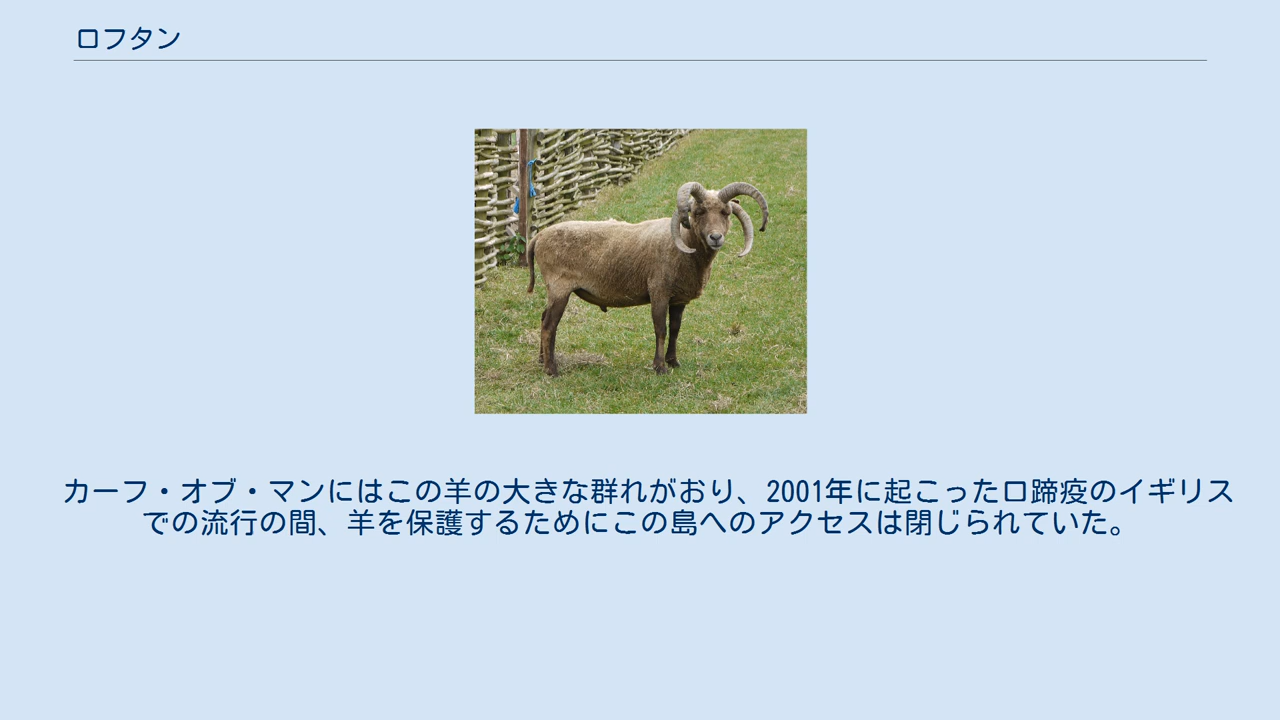 ロフタン
カーフ・オブ・マンにはこの羊の大きな群れがおり、2001年に起こった口蹄疫のイギリス
での流行の間、羊を保護するためにこの島へのアクセスは閉じられていた。